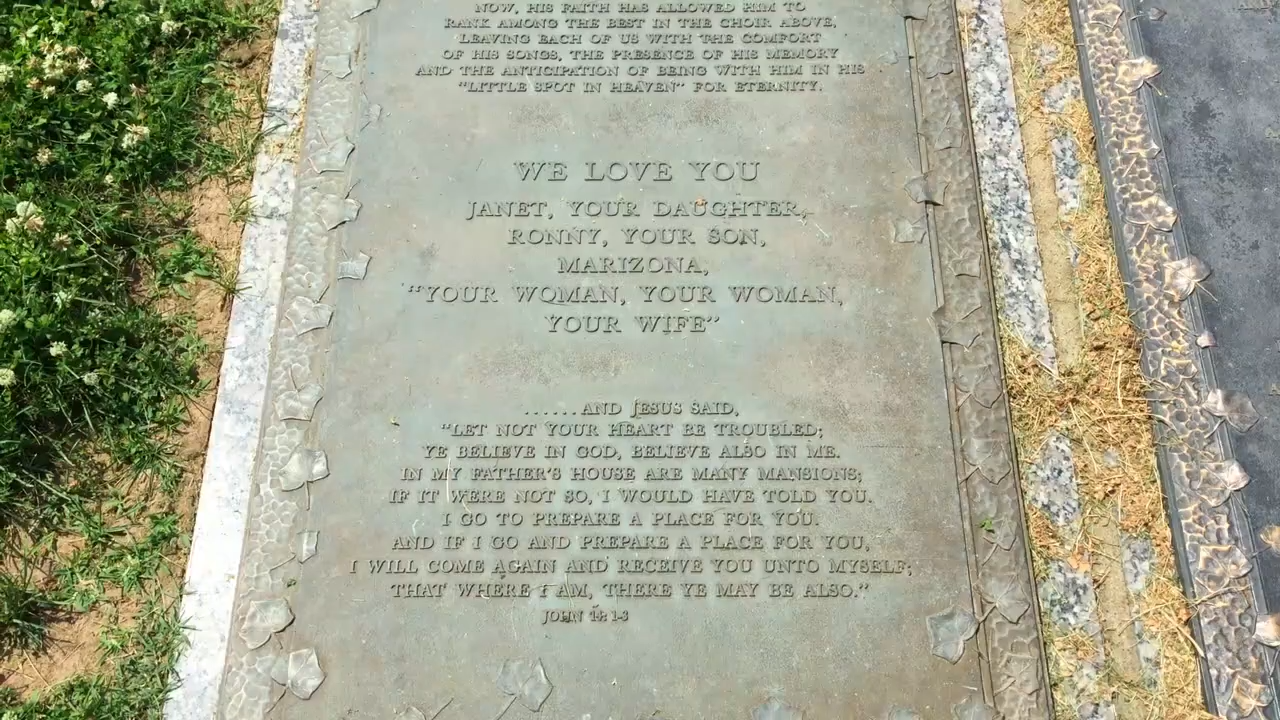 NOW, HIS FAITH HAS ALLOWED HIM TO
RANK AMONG THE BEST IN THE CHOIR ABOVE,
LEAVING EACH OF US WITH THE COMFORT
OF HIS SONGS, THE PRESENCE OF HIS MEMORY
AND THE ANTICIPATION OF BEING WITH HIM IN HIS
"LITTLE SPOT IN HEAVEN" FOR ETERNITY.
WE LOVE YOU
JANET, YOUR DAUGHTER,
RONNY, YOUR SON,
MARIZONA,
"YOUR WOMAN, YOUR WOMAN,
YOUR WIFE"
......AND JESUS SAID,
"LET NOT YOUR HEART BE TROUBLED;
YE BELIEVE IN GOD, BELIEVE ALSO IN ME.
IN MY FATHER'S HOUSE ARE MANY MANSIONS;
IF IT WERE NOT SO, I WOULD HAVE TOLD YOU.
I GO TO PREPARE A PLACE FOR YOU.
AND IF I GO AND PREPARE A PLACE FOR YOU,
I WILL COME AGAIN AND RECEIVE YOU UNTO MYSELF;
THAT WHERE I AM, THERE YE MAY BE ALSO."
JOHN 14: 1-3